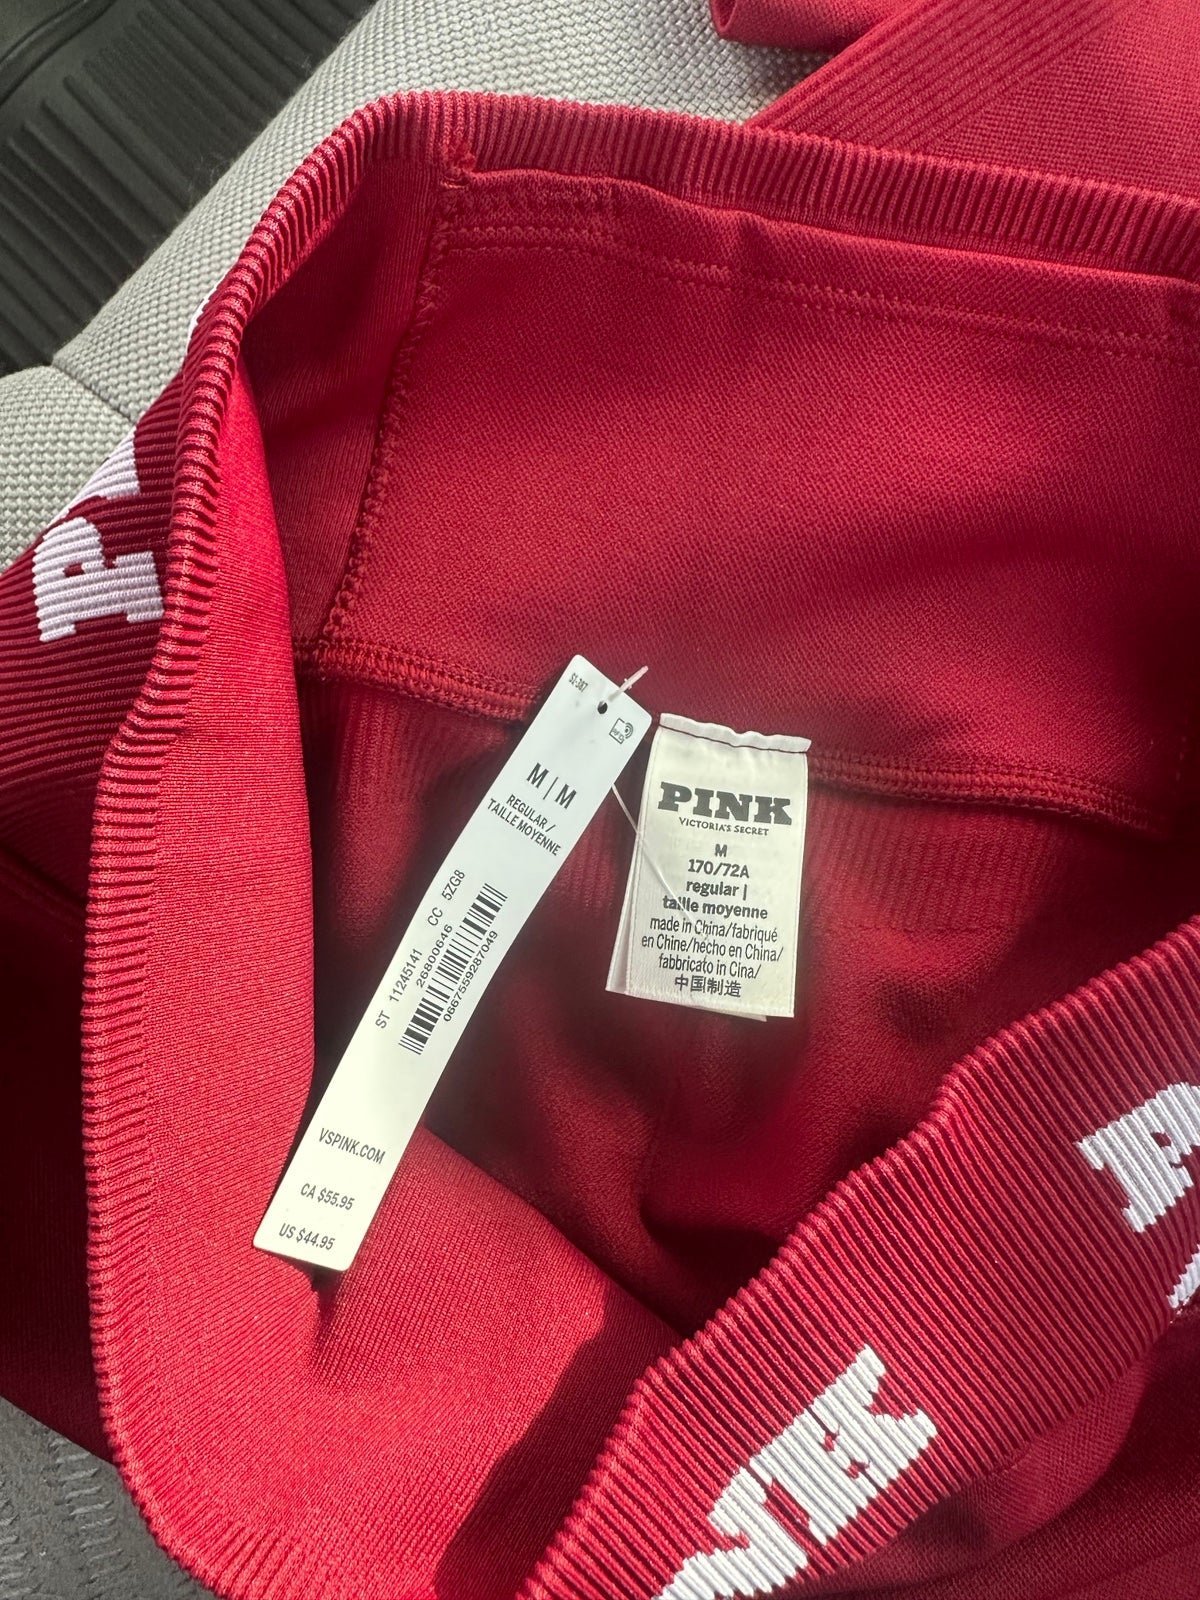 S1-387
M | M
REGULAR /
TAILLE MOYENNE
ST 11245141 CC 5ZG8
26800646
0667559287049
VSPINK.COM
CA $55.95
US $44.95
PINK
VICTORIA'S SECRET
M
170/72A
regular |
taille moyenne
made in China/fabriqué
en Chine/hecho en China/
fabbricato in Cina/
中国制造